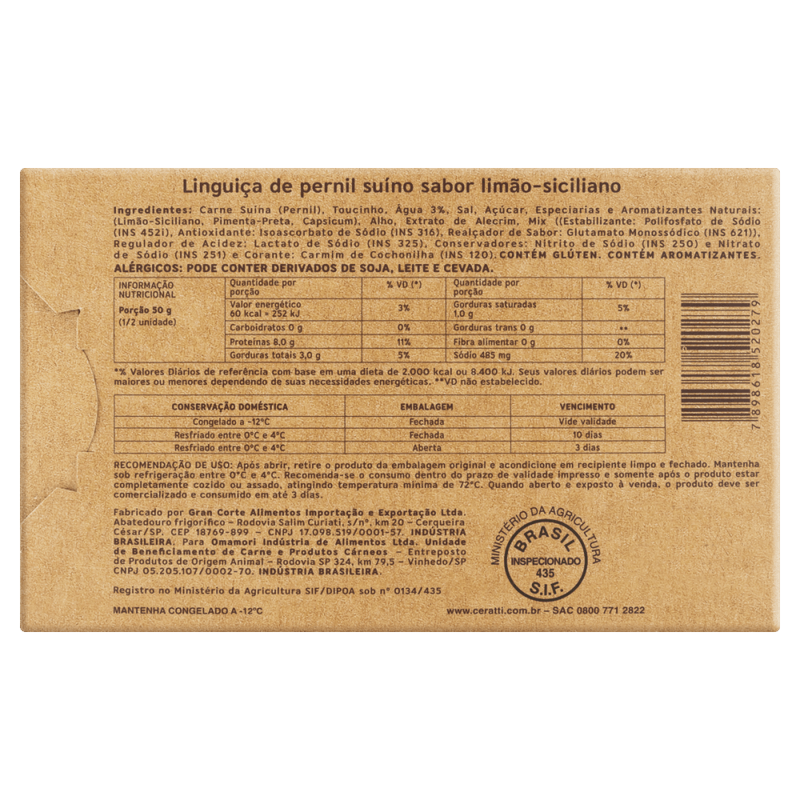 Linguiça de pernil suíno sabor limão-siciliano
Ingredientes: Carne Suína (Pernil), Toucinho, Água 3%, Sal, Açúcar, Especiarias e Aromatizantes Naturais:
(Limão-Siciliano, Pimenta-Preta, Capsicum), Alho, Extrato de Alecrim, Mix ((Estabilizante: Polifosfato de Sódio
(INS 452i), Antioxidante: Isoascorbato de Sódio (INS 316), Realçador de Sabor: Glutamato Monossódico (INS 621)),
Regulador de Acidez: Lactato de Sódio (INS 325), Conservadores: Nitrito de Sódio (INS 250) e Nitrato
de Sódio (INS 251) e Corante: Carmim de Cochonilha (INS 120). CONTÉM GLÚTEN. CONTÉM AROMATIZANTES.
ALÉRGICOS: PODE CONTER DERIVADOS DE SOJA, LEITE E CEVADA.
INFORMAÇÃO NUTRICIONAL
Porção 50 g
(1/2 unidade)
Quantidade por porção % VD (*) Quantidade por porção % VD (*)
Valor energético 60 kcal = 252 kJ 3% Gorduras saturadas 1,0 g 5%
Carboidratos 0 g 0% Gorduras trans 0 g **
Proteínas 8,0 g 11% Fibra alimentar 0 g 0%
Gorduras totais 3,0 g 5% Sódio 485 mg 20%
*% Valores Diários de referência com base em uma dieta de 2.000 kcal ou 8.400 kJ. Seus valores diários podem ser
maiores ou menores dependendo de suas necessidades energéticas. **VD não estabelecido.
CONSERVAÇÃO DOMÉSTICA EMBALAGEM VENCIMENTO
Congelado a -12°C Fechada Vide validade
Resfriado entre 0°C e 4°C Fechada 10 dias
Resfriado entre 0°C e 4°C Aberta 3 dias
7 898618 520279
RECOMENDAÇÃO DE USO: Após abrir, retire o produto da embalagem original e acondicione em recipiente limpo e fechado. Mantenha
sob refrigeração entre 0°C e 4°C. Recomenda-se o consumo dentro do prazo de validade impresso e somente após o produto estar
completamente cozido ou assado, atingindo temperatura mínima de 72°C. Quando aberto e exposto à venda, o produto deve ser
comercializado e consumido em até 3 dias.
Fabricado por Gran Corte Alimentos Importação e Exportação Ltda.
Abatedouro frigorífico – Rodovia Salim Curiati, s/nº, km 20 – Cerqueira
César/SP. CEP 18769-899 – CNPJ 17.098.519/0001-57. INDÚSTRIA
BRASILEIRA. Para Omamori Indústria de Alimentos Ltda. Unidade
de Beneficiamento de Carne e Produtos Cárneos – Entreposto
de Produtos de Origem Animal – Rodovia SP 324, km 79,5 – Vinhedo/SP
CNPJ 05.205.107/0002-70. INDÚSTRIA BRASILEIRA.
Registro no Ministério da Agricultura SIF/DIPOA sob nº 0134/435
MINISTÉRIO DA AGRICULTURA
BRASIL
INSPECIONADO
435
S.I.F.
MANTENHA CONGELADO A -12°C
www.ceratti.com.br – SAC 0800 771 2822